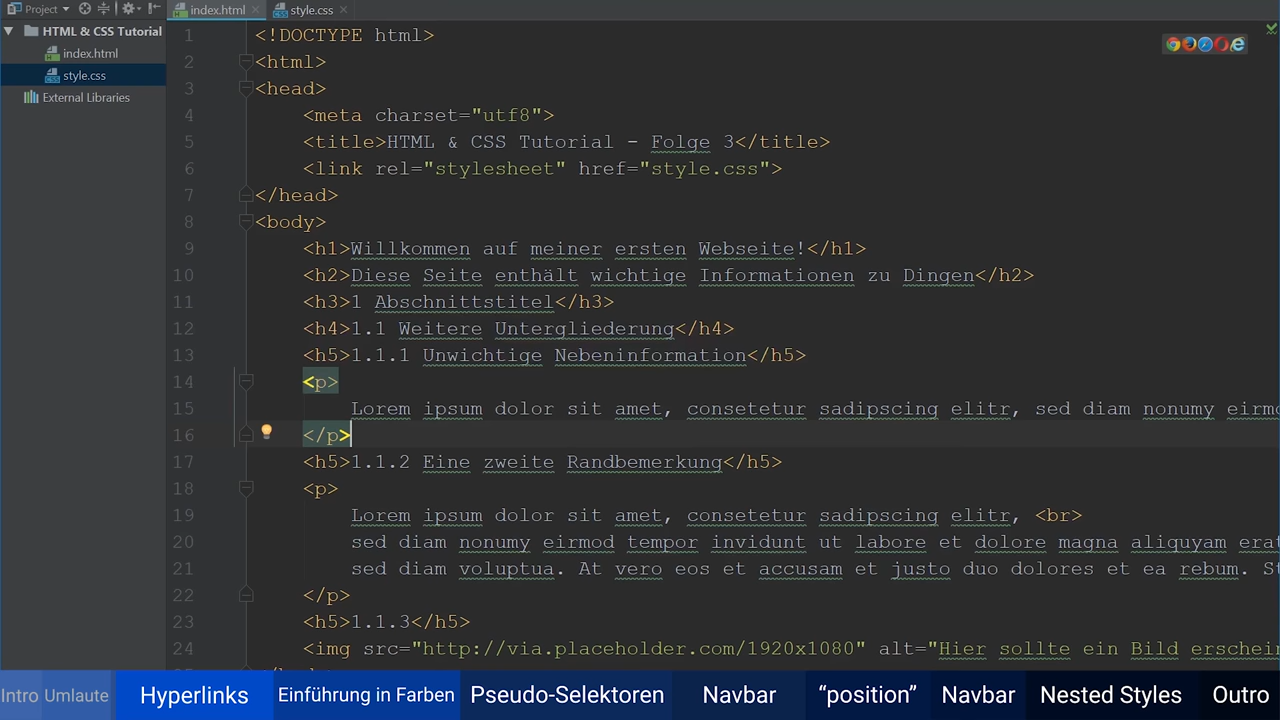 Project
index.html
style.css
HTML & CSS Tutorial
index.html
style.css
External Libraries
1 <!DOCTYPE html>
2 <html>
3 <head>
4 <meta charset="utf8">
5 <title>HTML & CSS Tutorial - Folge 3</title>
6 <link rel="stylesheet" href="style.css">
7 </head>
8 <body>
9 <h1>Willkommen auf meiner ersten Webseite!</h1>
10 <h2>Diese Seite enthält wichtige Informationen zu Dingen</h2>
11 <h3>1 Abschnittstitel</h3>
12 <h4>1.1 Weitere Untergliederung</h4>
13 <h5>1.1.1 Unwichtige Nebeninformation</h5>
14 <p>
15 Lorem ipsum dolor sit amet, consetetur sadipscing elitr, sed diam nonumy eirmo
16 </p>
17 <h5>1.1.2 Eine zweite Randbemerkung</h5>
18 <p>
19 Lorem ipsum dolor sit amet, consetetur sadipscing elitr, <br>
20 sed diam nonumy eirmod tempor invidunt ut labore et dolore magna aliquyam erat
21 sed diam voluptua. At vero eos et accusam et justo duo dolores et ea rebum. St
22 </p>
23 <h5>1.1.3</h5>
24 <img src="http://via.placeholder.com/1920x1080" alt="Hier sollte ein Bild erschein
Intro Umlaute Hyperlinks Einführung in Farben Pseudo-Selektoren Navbar “position” Navbar Nested Styles Outro